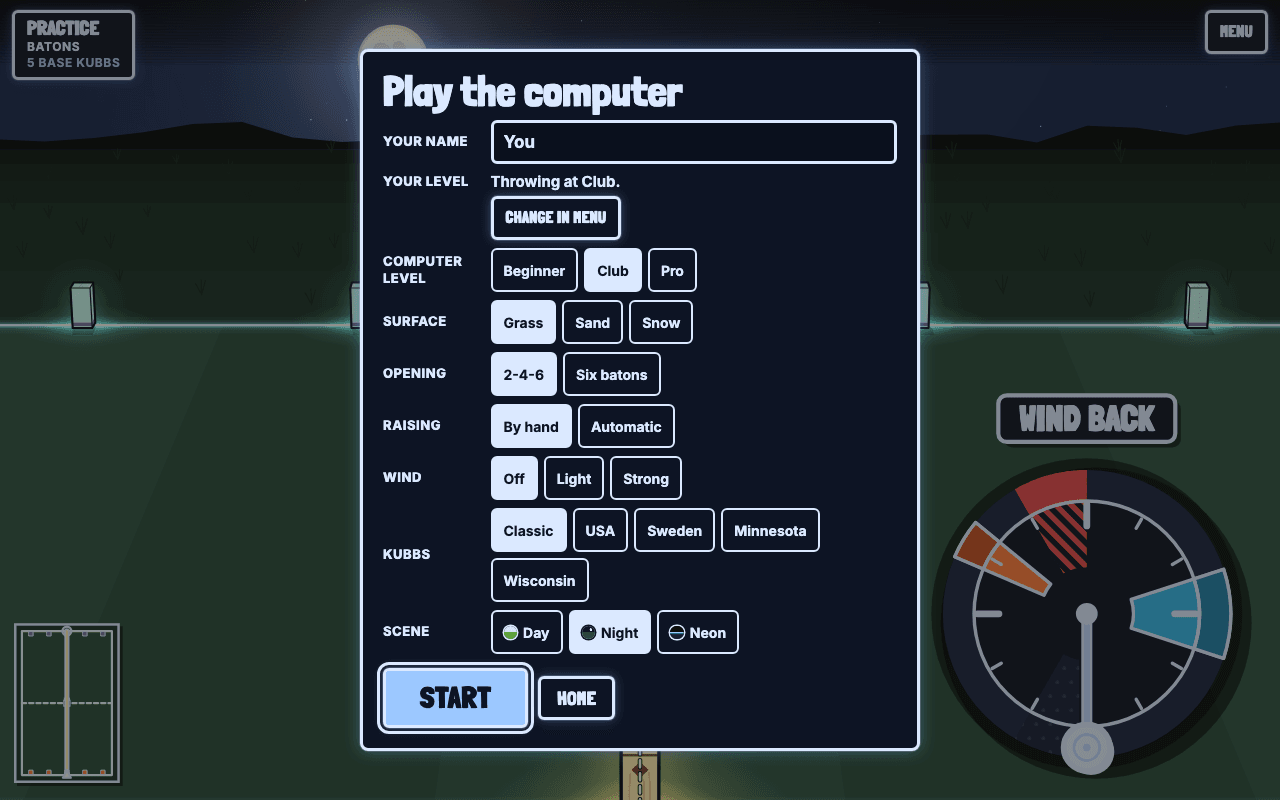 PRACTICE
BATONS
5 BASE KUBBS
MENU
Play the computer
YOUR NAME You
YOUR LEVEL Throwing at Club.
CHANGE IN MENU
COMPUTER LEVEL Beginner Club Pro
SURFACE Grass Sand Snow
OPENING 2-4-6 Six batons
RAISING By hand Automatic
WIND Off Light Strong
KUBBS Classic USA Sweden Minnesota
Wisconsin
SCENE Day Night Neon
START HOME
WIND BACK